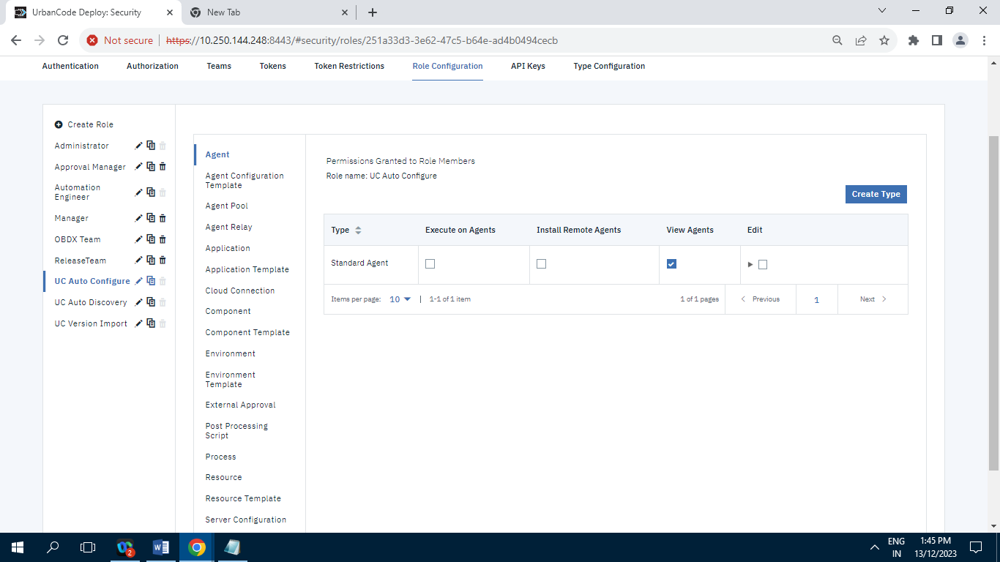 UrbanCode Deploy: Security
New Tab
Not secure
https://10.250.144.248:8443/#security/roles/251a33d3-3e62-47c5-b64e-ad4b0494cecb
Authentication
Authorization
Teams
Tokens
Token Restrictions
Role Configuration
API Keys
Type Configuration
Create Role
Administrator
Approval Manager
Automation
Engineer
Manager
OBDX Team
ReleaseTeam
UC Auto Configure
UC Auto Discovery
UC Version Import
Agent
Agent Configuration
Template
Agent Pool
Agent Relay
Application
Application Template
Cloud Connection
Component
Component Template
Environment
Environment
Template
External Approval
Post Processing
Script
Process
Resource
Resource Template
Server Configuration
Permissions Granted to Role Members
Role name: UC Auto Configure
Create Type
Type
Execute on Agents
Install Remote Agents
View Agents
Edit
Standard Agent
Items per page: 10
1-1 of 1 item
1 of 1 pages
Previous
1
Next
2
ENG
IN
1:45 PM
13/12/2023